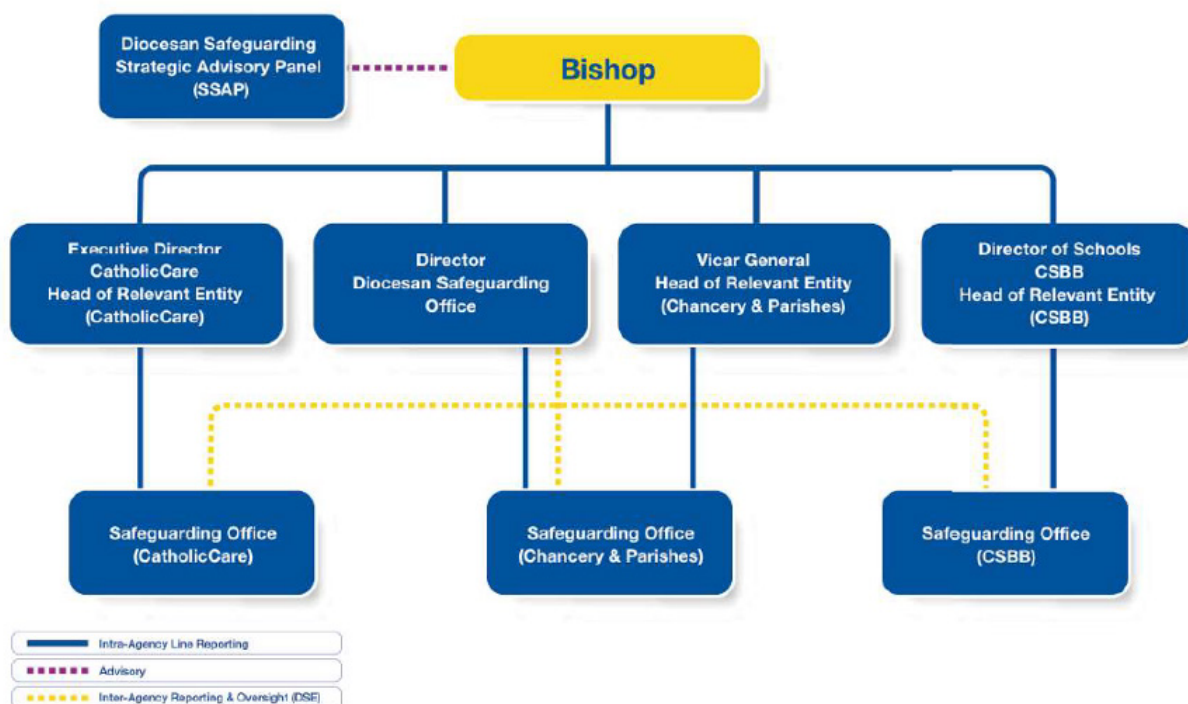 Diocesan Safeguarding
Strategic Advisory Panel
(SSAP)
Bishop
Executive Director
CatholicCare
Head of Relevant Entity
(CatholicCare)
Director
Diocesan Safeguarding
Office
Vicar General
Head of Relevant Entity
(Chancery & Parishes)
Director of Schools
CSBB
Head of Relevant Entity
(CSBB)
Safeguarding Office
(CatholicCare)
Safeguarding Office
(Chancery & Parishes)
Safeguarding Office
(CSBB)
Intra-Agency Line Reporting
Advisory
Inter-Agency Reporting & Oversight (DSE)